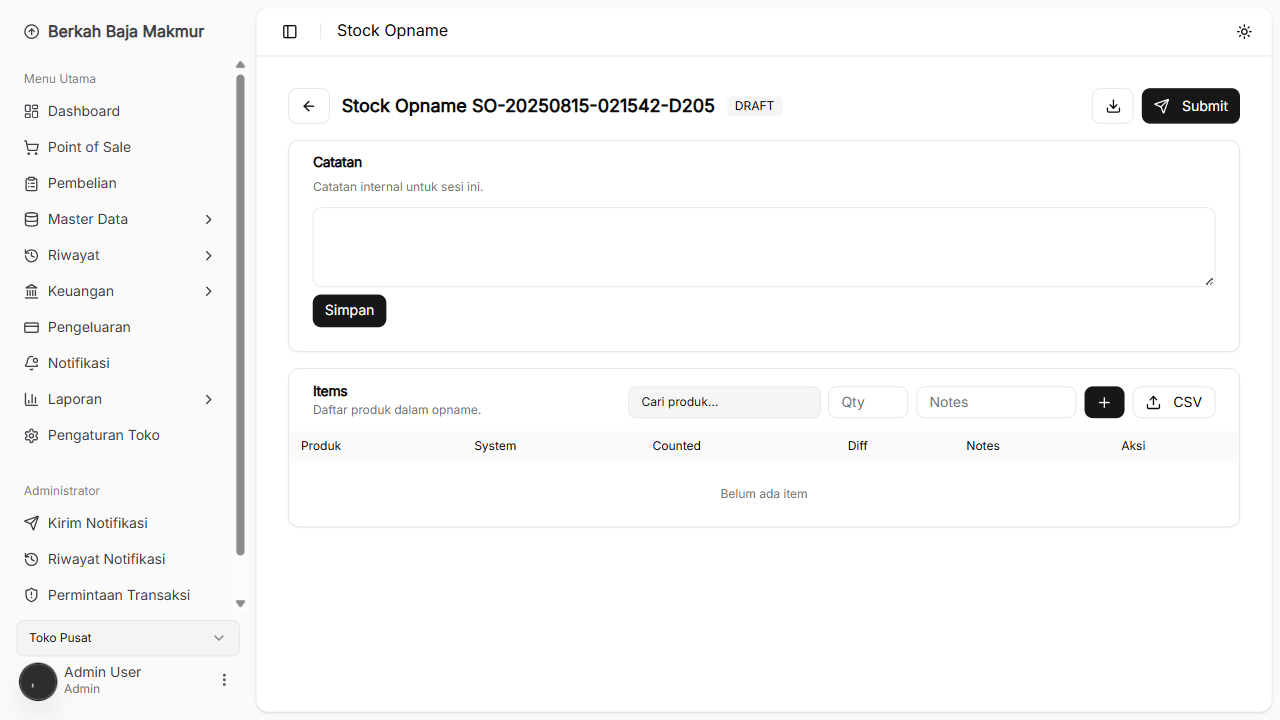 Berkah Baja Makmur
Menu Utama
Dashboard
Point of Sale
Pembelian
Master Data
Riwayat
Keuangan
Pengeluaran
Notifikasi
Laporan
Pengaturan Toko
Administrator
Kirim Notifikasi
Riwayat Notifikasi
Permintaan Transaksi
Toko Pusat
Admin User
Admin
Stock Opname
Stock Opname SO-20250815-021542-D205 DRAFT
Submit
Catatan
Catatan internal untuk sesi ini.
Simpan
Items
Daftar produk dalam opname.
Cari produk... Qty Notes CSV
Produk System Counted Diff Notes Aksi
Belum ada item